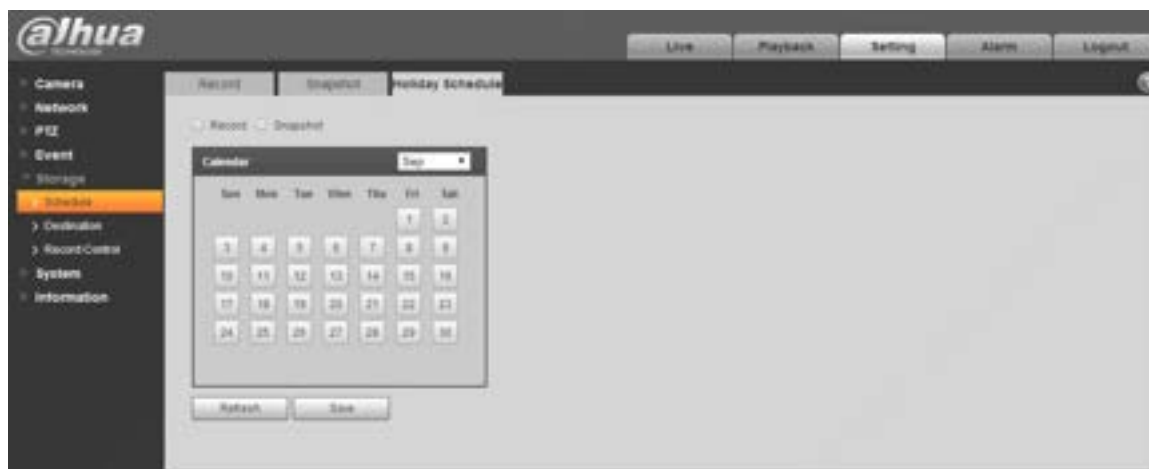 alhua
TECHNOLOGY
Live Playback Setting Alarm Logout
Camera
Network
PTZ
Event
Storage
Schedule
Destination
Record Control
System
Information
Record Snapshot Holiday Schedule
Record Snapshot
Calendar Sep
Sun Mon Tue Wen Thu Fri Sat
1 2
3 4 5 6 7 8 9
10 11 12 13 14 15 16
17 18 19 20 21 22 23
24 25 26 27 28 29 30
Refresh Save